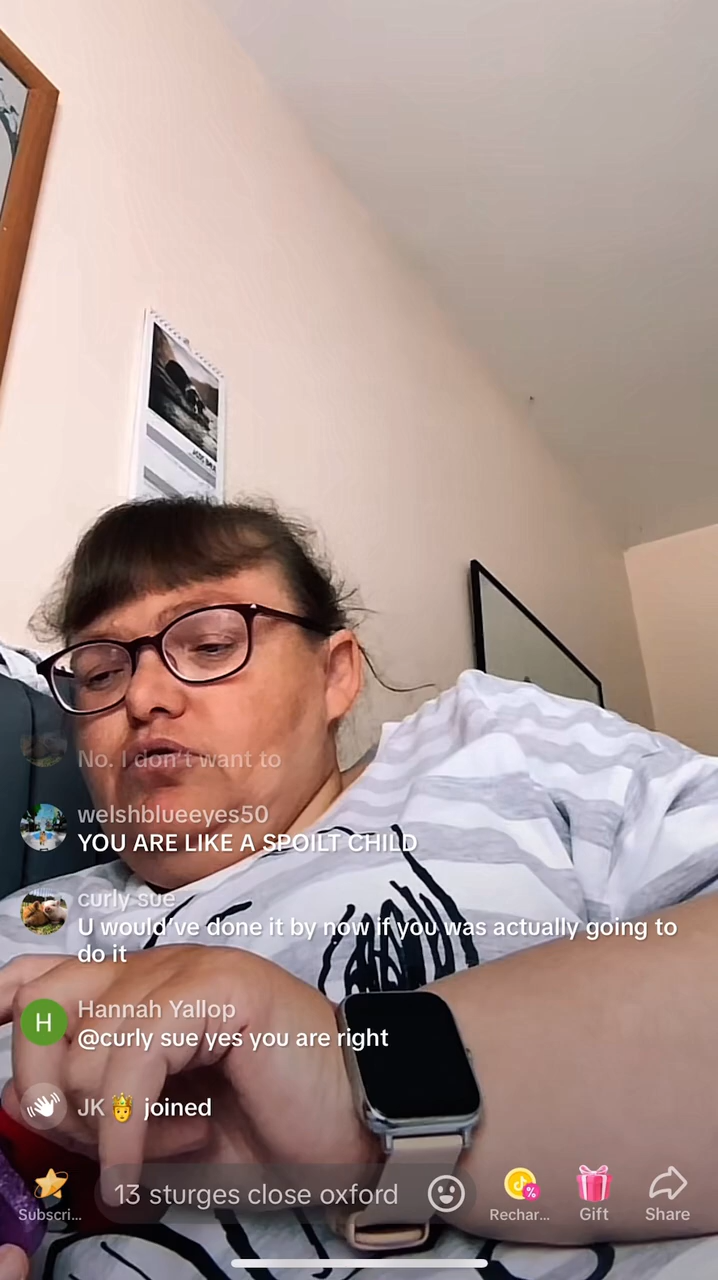 No. I don't want to
welshblueeyes50
YOU ARE LIKE A SPOILT CHILD
curly sue
U would've done it by now if you was actually going to
do it
H
Hannah Yallop
@curly sue yes you are right
JK 🤴 joined
13 sturges close oxford
Subscri...
Rechar...
Gift
Share